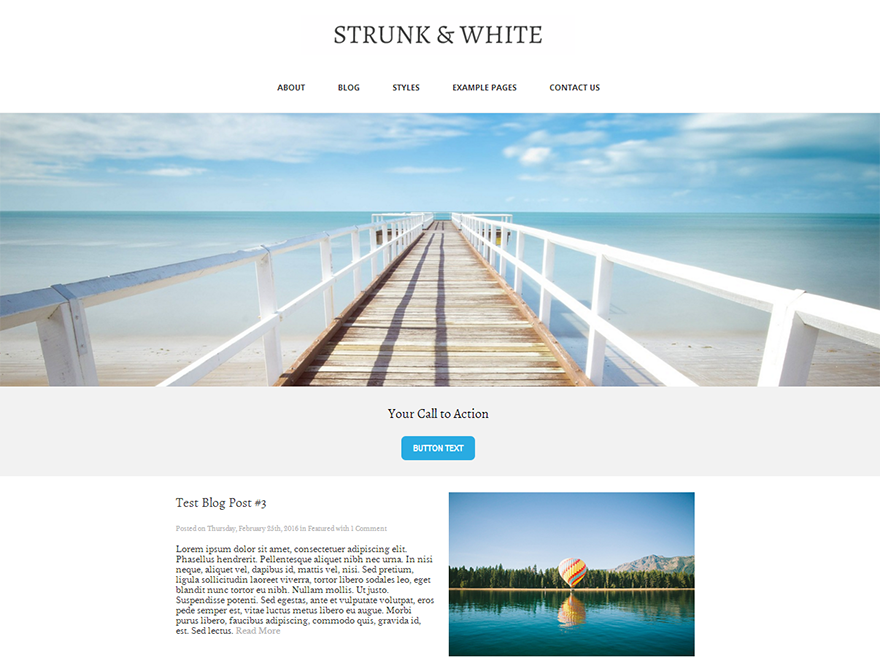 STRUNK & WHITE
ABOUT BLOG STYLES EXAMPLE PAGES CONTACT US
Your Call to Action
BUTTON TEXT
Test Blog Post #3
Posted on Thursday, February 25th, 2016 in Featured with 1 Comment
Lorem ipsum dolor sit amet, consectetuer adipiscing elit.
Phasellus hendrerit. Pellentesque aliquet nibh nec urna. In nisi
neque, aliquet vel, dapibus id, mattis vel, nisi. Sed pretium,
ligula sollicitudin laoreet viverra, tortor libero sodales leo, eget
blandit nunc tortor eu nibh. Nullam mollis. Ut justo.
Suspendisse potenti. Sed egestas, ante et vulputate volutpat, eros
pede semper est, vitae luctus metus libero eu augue. Morbi
purus libero, faucibus adipiscing, commodo quis, gravida id,
est. Sed lectus. Read More